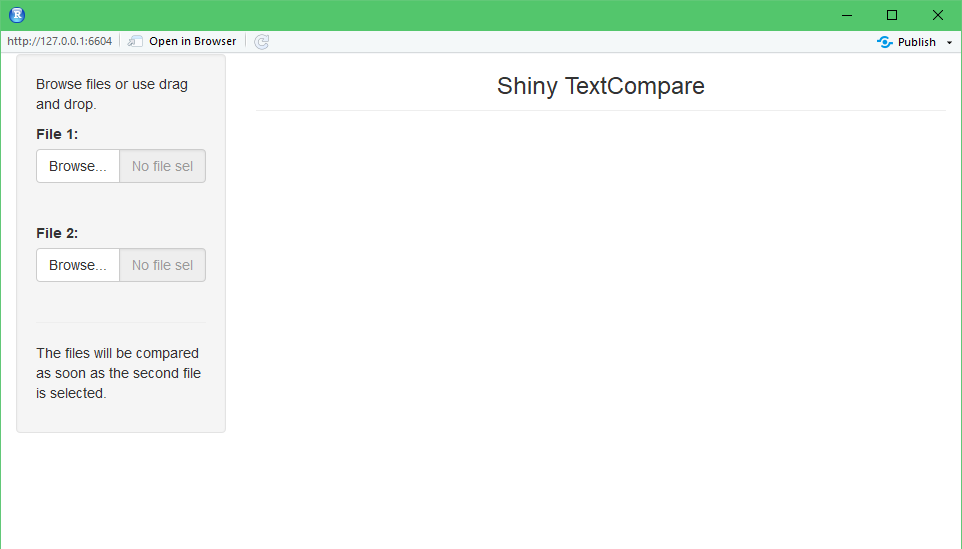 http://127.0.0.1:6604 Open in Browser Publish
Browse files or use drag
and drop.
File 1:
Browse... No file sel
File 2:
Browse... No file sel
The files will be compared
as soon as the second file
is selected.
Shiny TextCompare